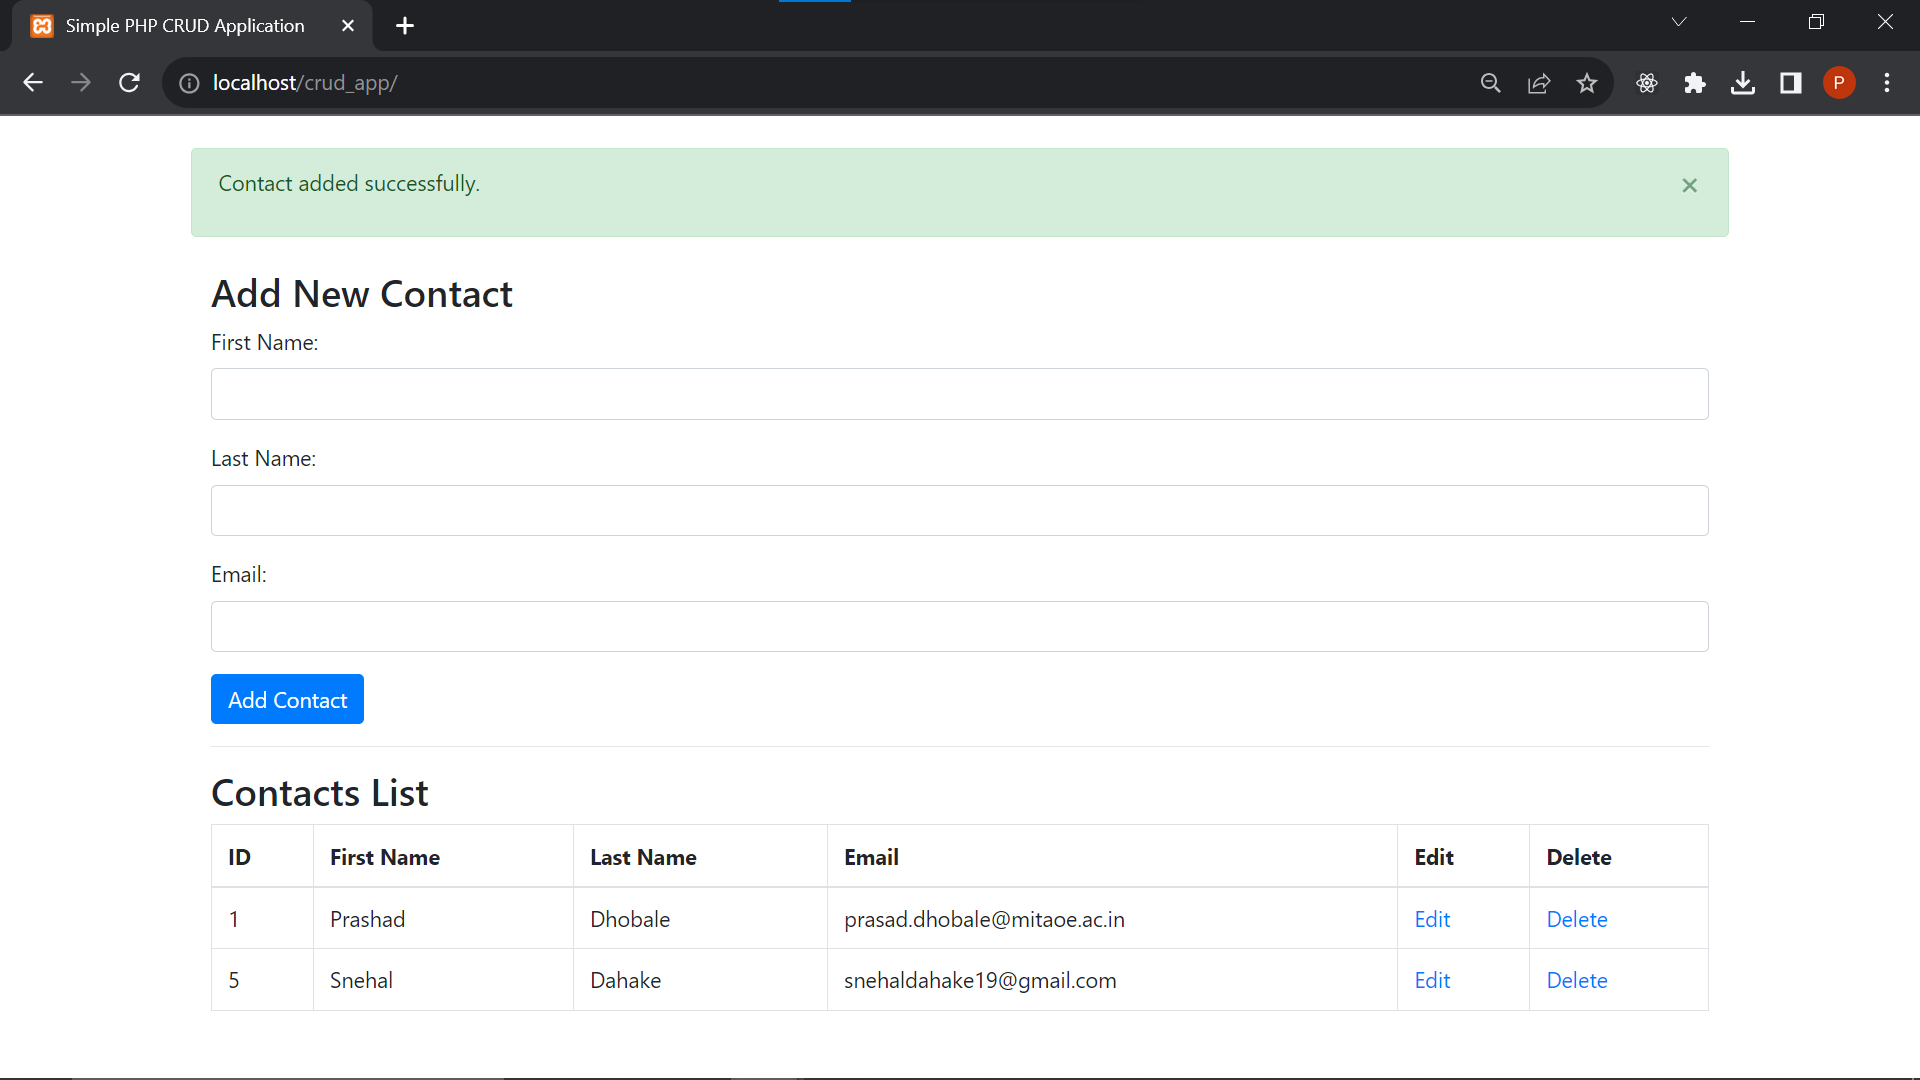 Simple PHP CRUD Application
localhost/crud_app/
P
Contact added successfully.
Add New Contact
First Name:
Last Name:
Email:
Add Contact
Contacts List
ID First Name Last Name Email Edit Delete
1 Prashad Dhobale prasad.dhobale@mitaoe.ac.in Edit Delete
5 Snehal Dahake snehaldahake19@gmail.com Edit Delete